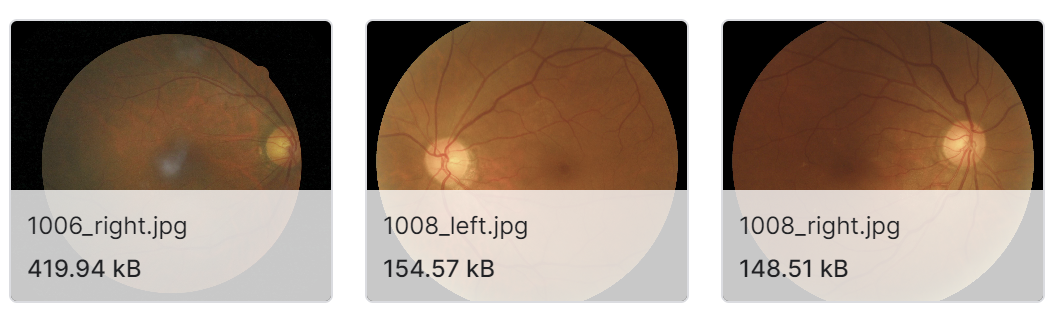 1006_right.jpg
419.94 kB
1008_left.jpg
154.57 kB
1008_right.jpg
148.51 kB